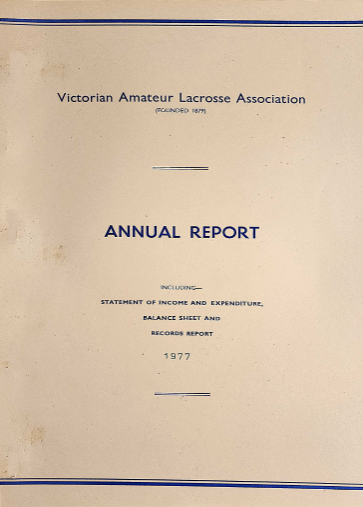 Victorian Amateur Lacrosse Association
(FOUNDED 1879)
ANNUAL REPORT
INCLUDING—
STATEMENT OF INCOME AND EXPENDITURE,
BALANCE SHEET AND
RECORDS REPORT
1977